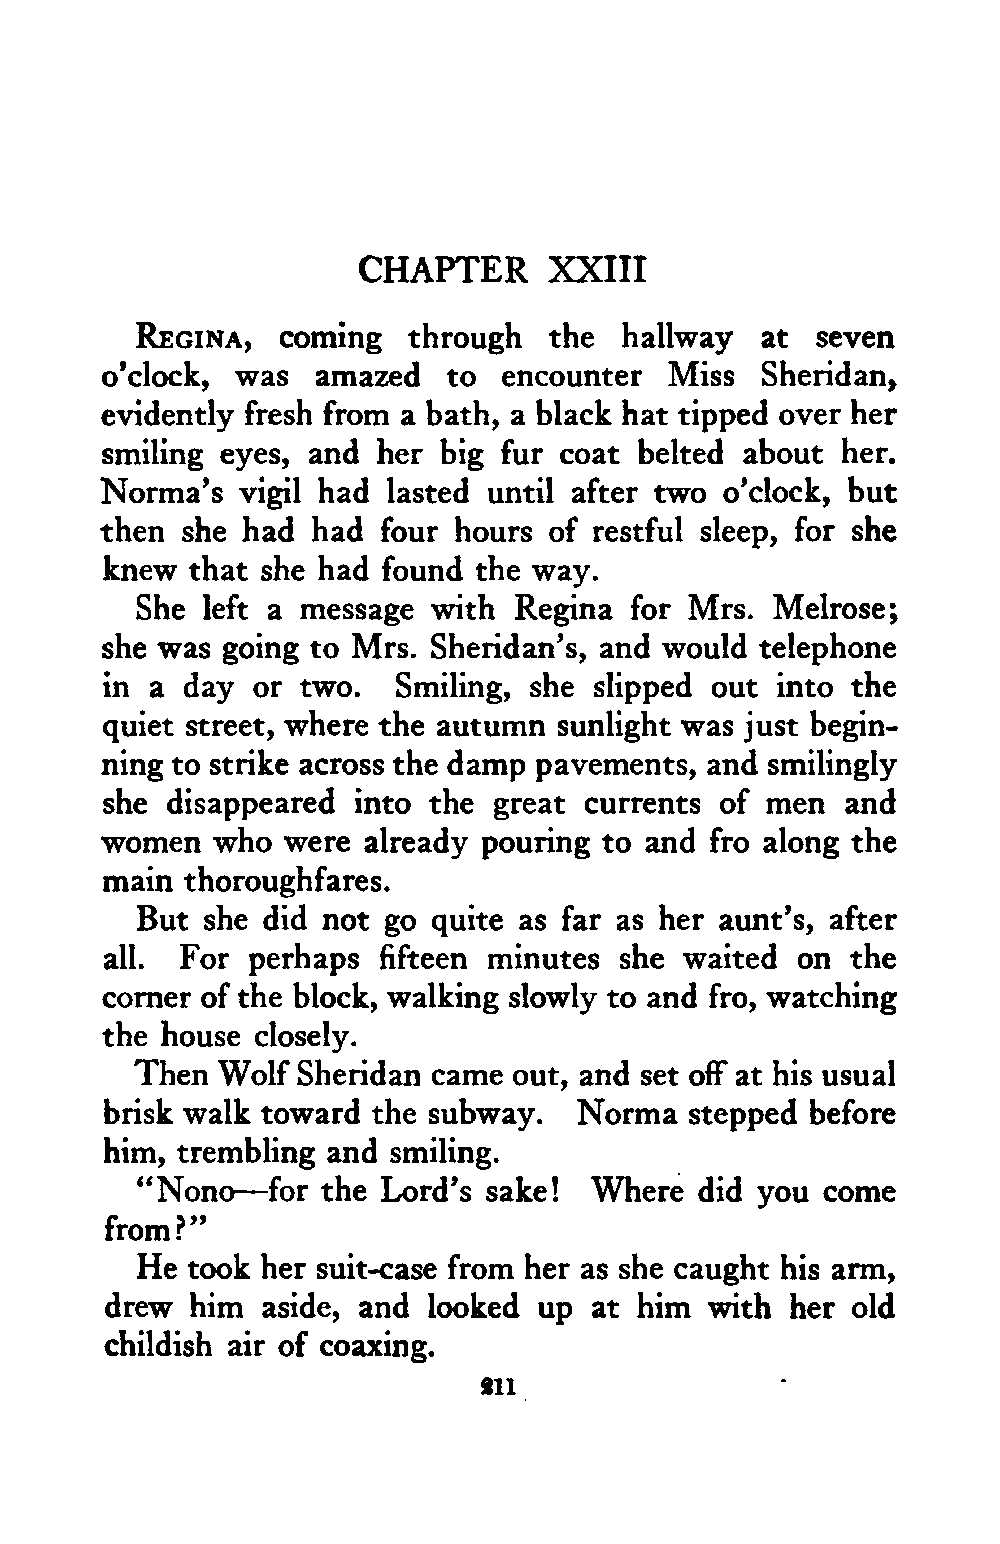 CHAPTER XXIII
REGINA, coming through the hallway at seven
o'clock, was amazed to encounter Miss Sheridan,
evidently fresh from a bath, a black hat tipped over her
smiling eyes, and her big fur coat belted about her.
Norma's vigil had lasted until after two o'clock, but
then she had had four hours of restful sleep, for she
knew that she had found the way.
She left a message with Regina for Mrs. Melrose;
she was going to Mrs. Sheridan's, and would telephone
in a day or two. Smiling, she slipped out into the
quiet street, where the autumn sunlight was just begin-
ning to strike across the damp pavements, and smilingly
she disappeared into the great currents of men and
women who were already pouring to and fro along the
main thoroughfares.
But she did not go quite as far as her aunt's, after
all. For perhaps fifteen minutes she waited on the
corner of the block, walking slowly to and fro, watching
the house closely.
Then Wolf Sheridan came out, and set off at his usual
brisk walk toward the subway. Norma stepped before
him, trembling and smiling.
"Nono—for the Lord's sake! Where did you come
from?"
He took her suit-case from her as she caught his arm,
drew him aside, and looked up at him with her old
childish air of coaxing.
211